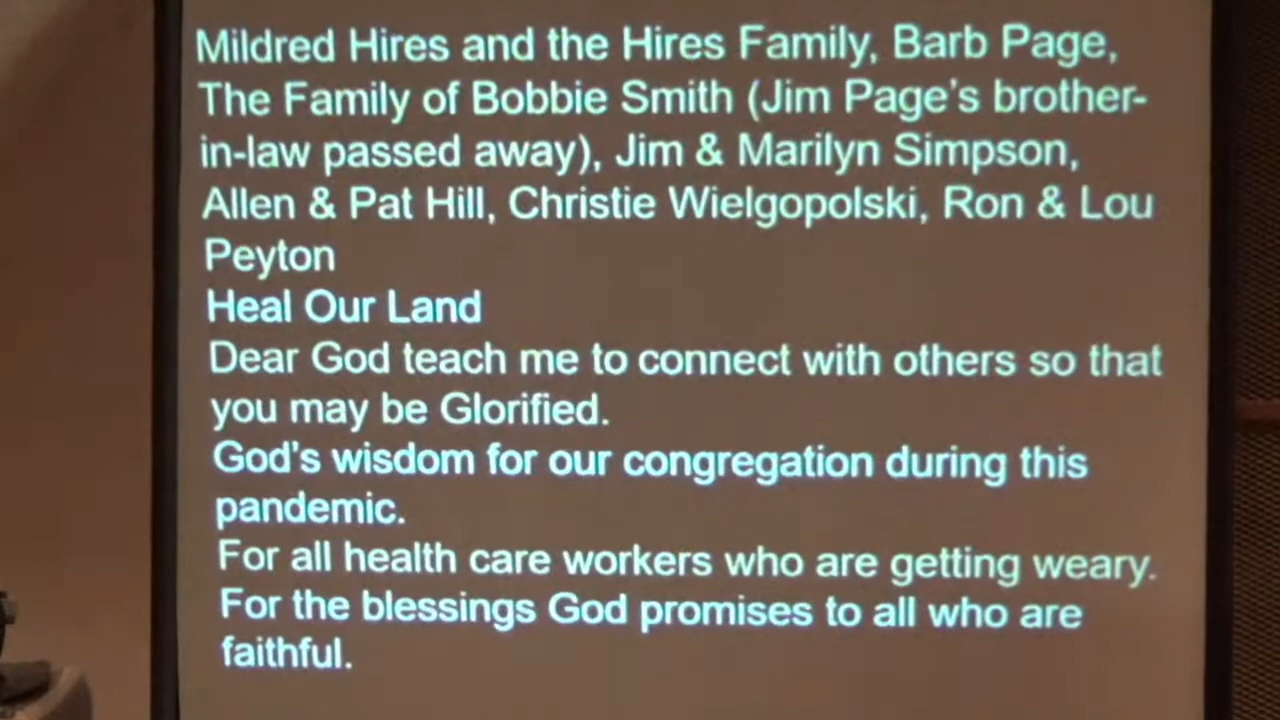 Mildred Hires and the Hires Family, Barb Page,
The Family of Bobbie Smith (Jim Page's brother-
in-law passed away), Jim & Marilyn Simpson,
Allen & Pat Hill, Christie Wielgopolski, Ron & Lou
Peyton
Heal Our Land
Dear God teach me to connect with others so that
you may be Glorified.
God's wisdom for our congregation during this
pandemic.
For all health care workers who are getting weary.
For the blessings God promises to all who are
faithful.